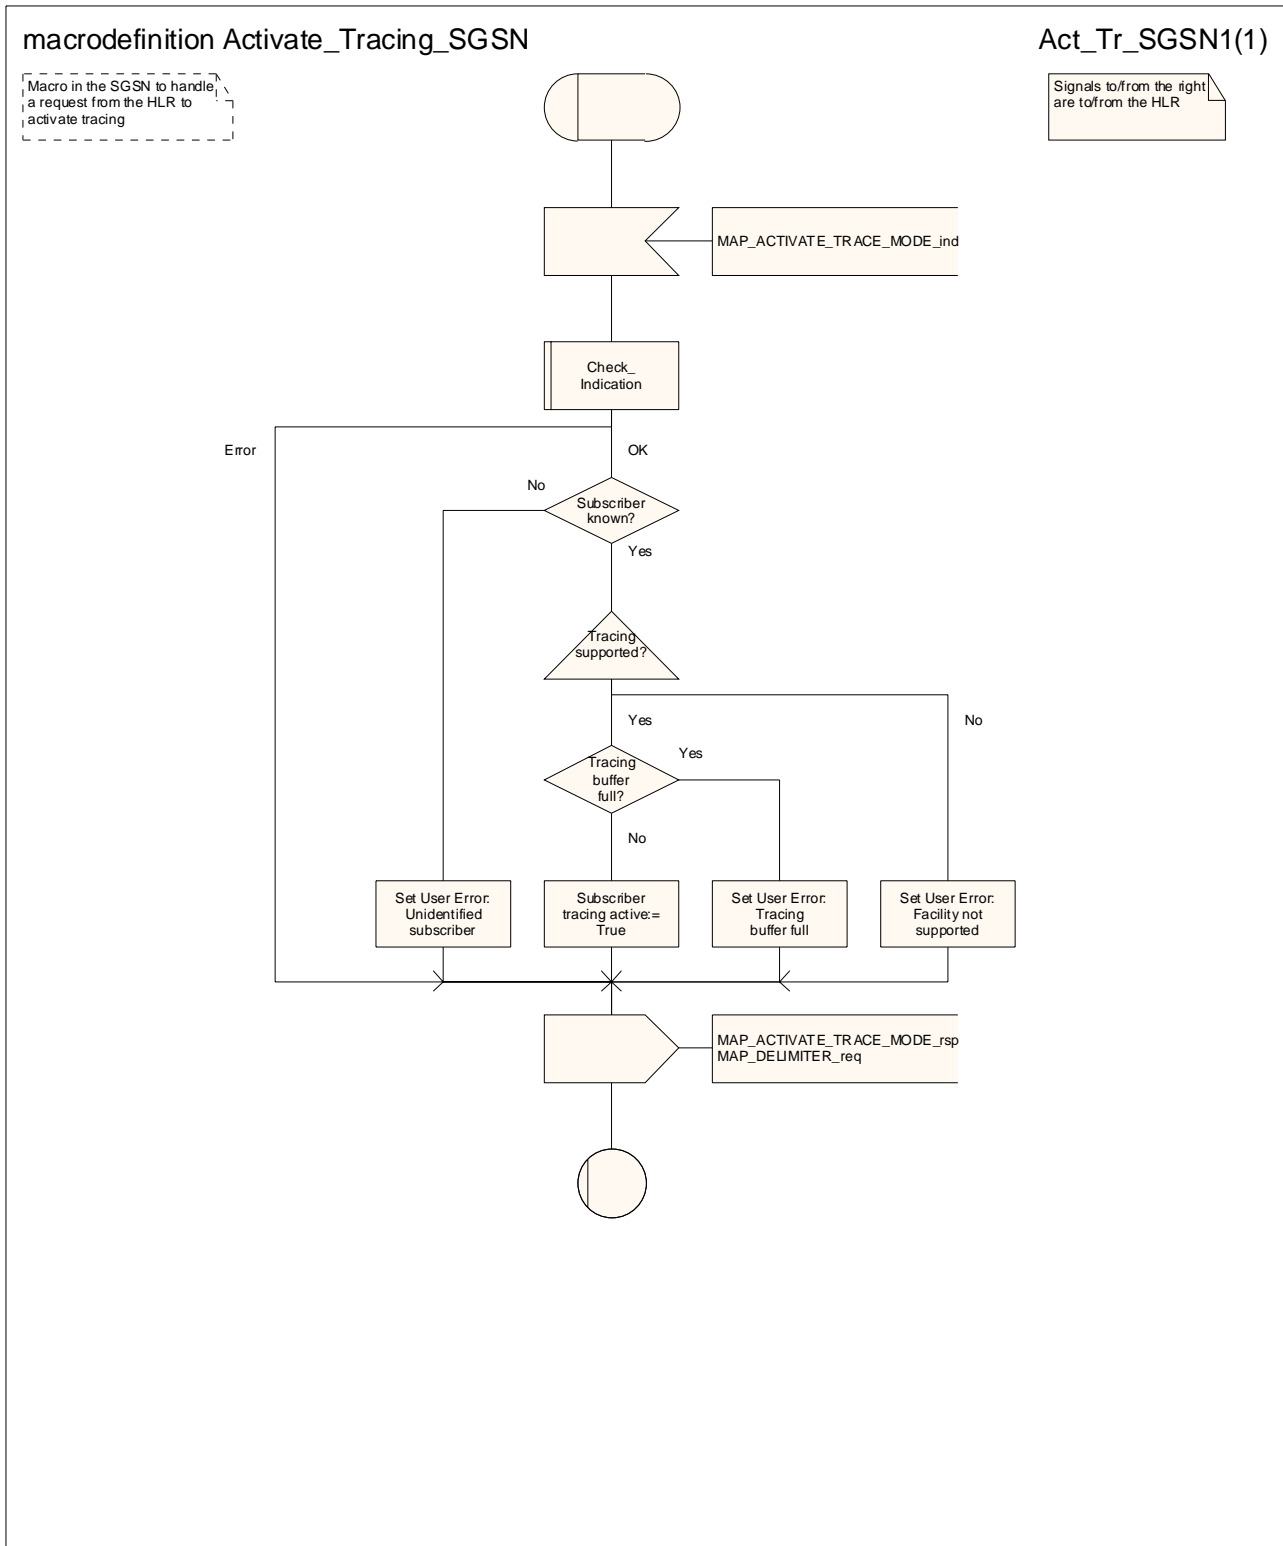 macrodefinition Activate_Tracing_SGSN
Act_Tr_SGSN1(1)
Macro in the SGSN to handle
a request from the HLR to
activate tracing
Signals to/from the right
are to/from the HLR
MAP_ACTIVATE_TRACE_MODE_ind
Check_
Indication
Error
OK
No
Subscriber
known?
Yes
Tracing
supported?
Yes
No
Yes
Tracing
buffer
full?
No
Set User Error:
Unidentified
subscriber
Subscriber
tracing active:=
True
Set User Error:
Tracing
buffer full
Set User Error:
Facility not
supported
MAP_ACTIVATE_TRACE_MODE_rsp
MAP_DELIMITER_req